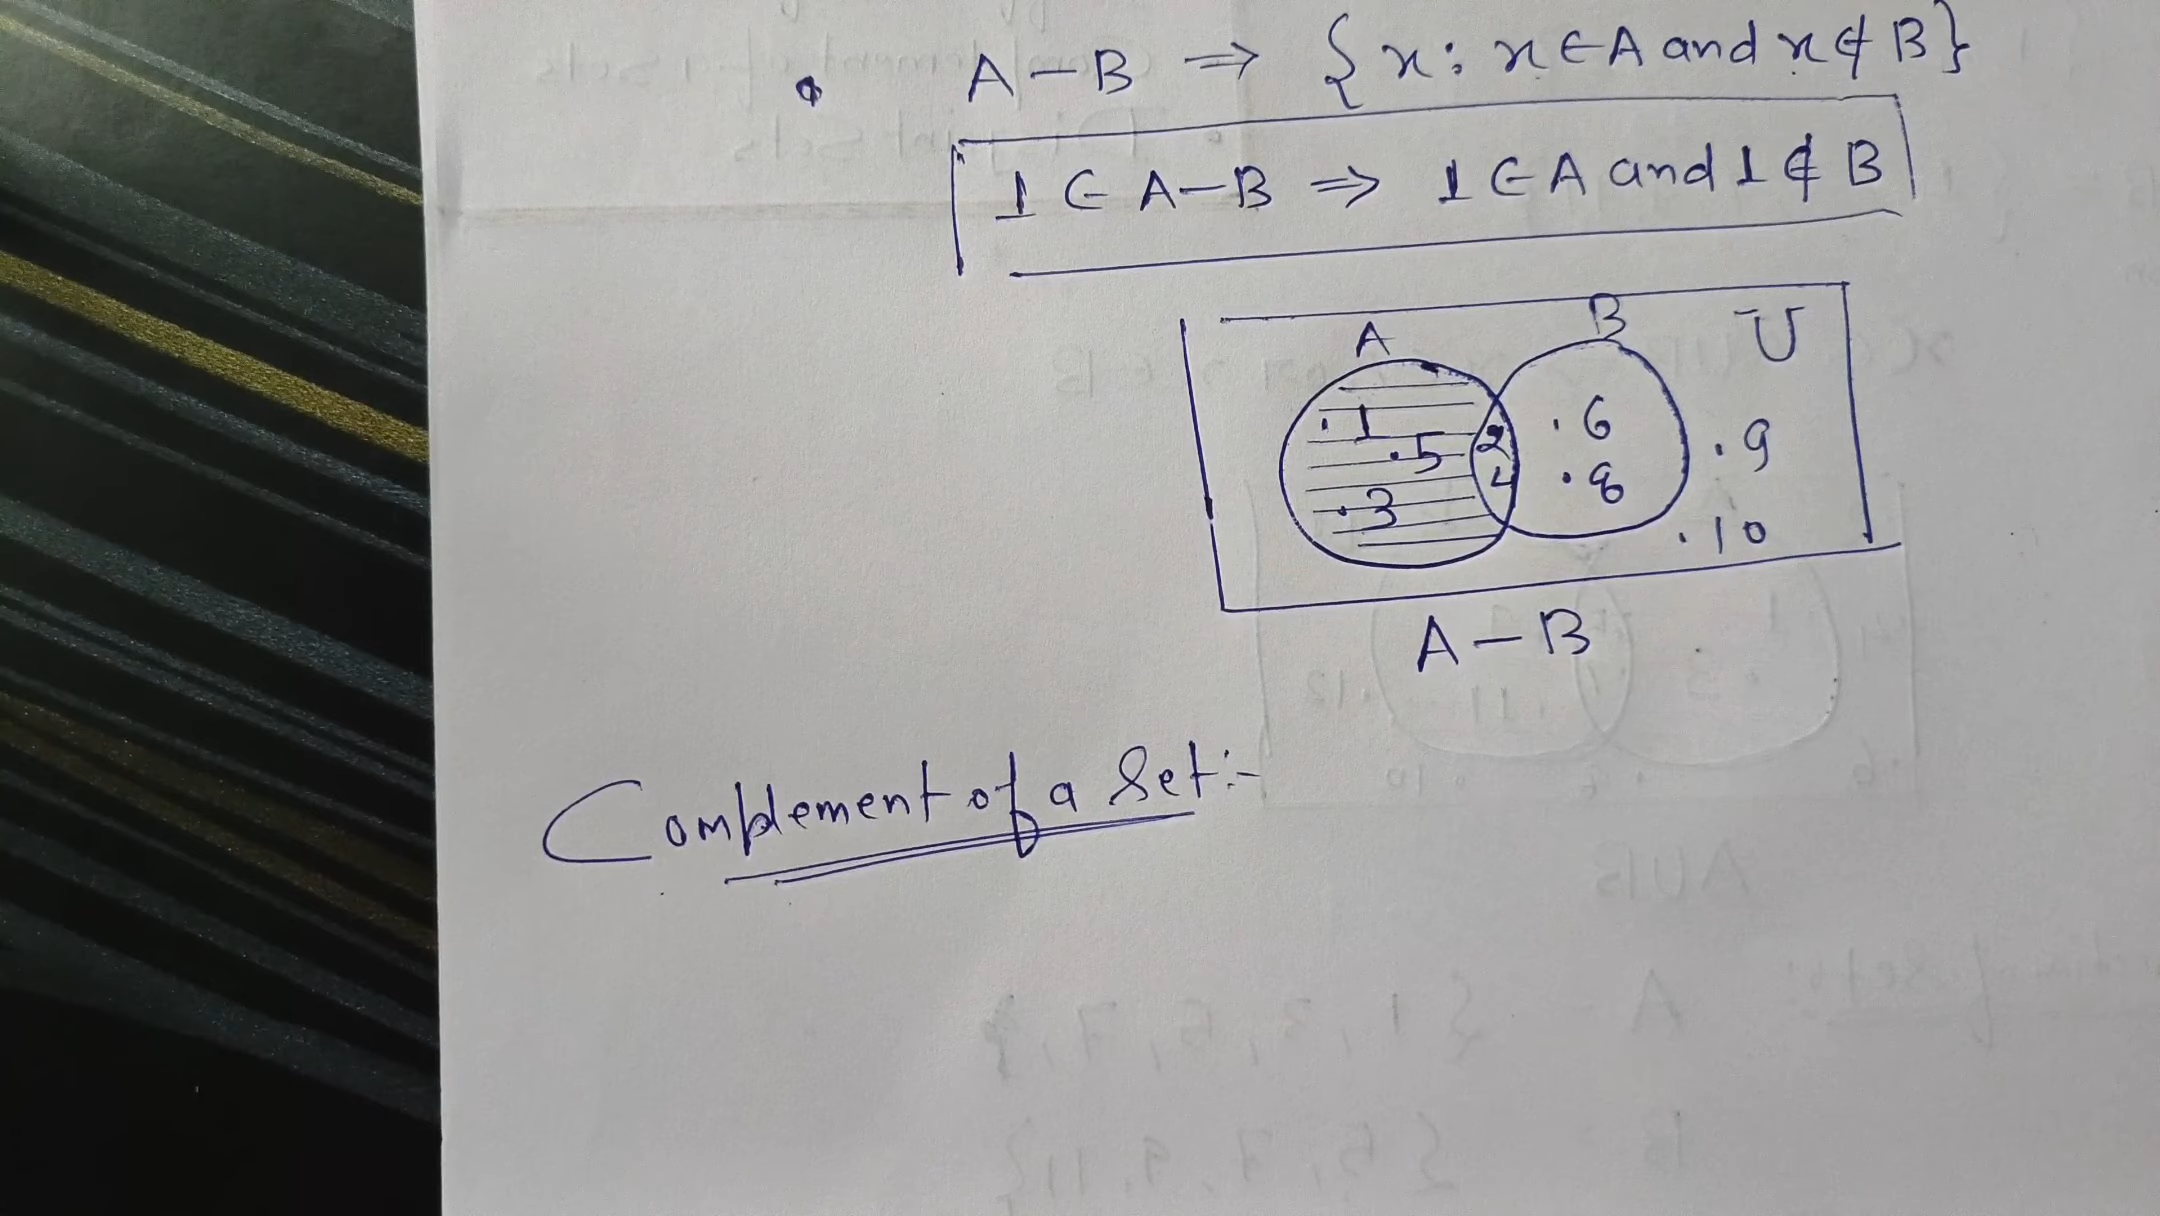 A - B ⇒ {x: x ∈ A and x ∉ B}
1 ∈ A - B ⇒ 1 ∈ A and 1 ∉ B
A B U
.1 .5 .3 2 4 .6 .8 .9 .10
A - B
Complement of a Set:-